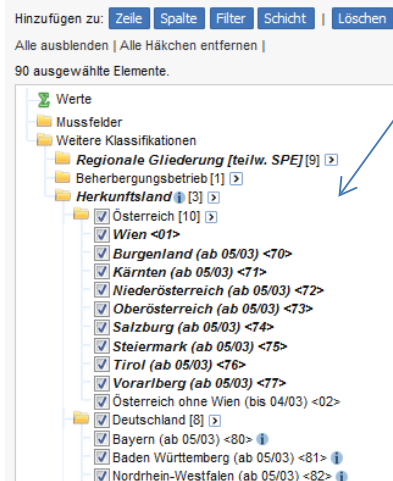 Hinzufügen zu: Zeile Spalte Filter Schicht | Löschen
Alle ausblenden | Alle Häkchen entfernen |
90 ausgewählte Elemente.
Werte
Mussfelder
Weitere Klassifikationen
Regionale Gliederung [teilw. SPE] [9]
Beherbergungsbetrieb [1]
Herkunftsland [3]
Österreich [10]
Wien <01>
Burgenland (ab 05/03) <70>
Kärnten (ab 05/03) <71>
Niederösterreich (ab 05/03) <72>
Oberösterreich (ab 05/03) <73>
Salzburg (ab 05/03) <74>
Steiermark (ab 05/03) <75>
Tirol (ab 05/03) <76>
Vorarlberg (ab 05/03) <77>
Österreich ohne Wien (bis 04/03) <02>
Deutschland [8]
Bayern (ab 05/03) <80>
Baden Württemberg (ab 05/03) <81>
Nordrhein-Westfalen (ab 05/03) <82>